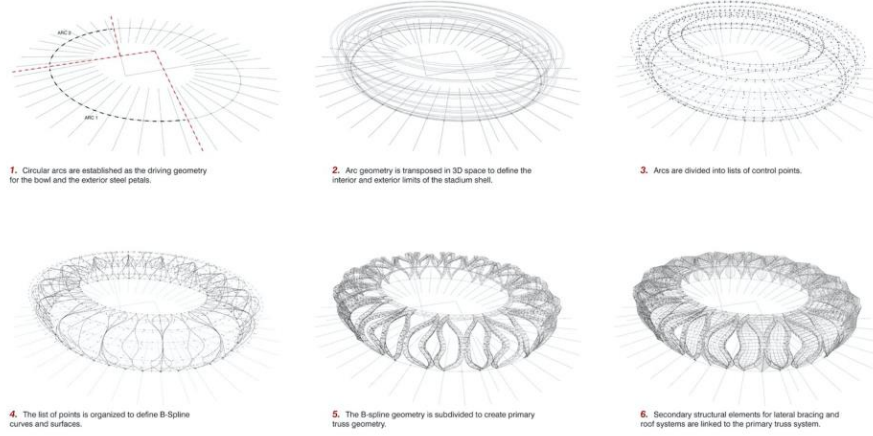 ARC 2
ARC 1
1. Circular arcs are established as the driving geometry
for the bowl and the exterior steel petals.
2. Arc geometry is transposed in 3D space to define the
interior and exterior limits of the stadium shell.
3. Arcs are divided into lists of control points.
4. The list of points is organized to define B-Spline
curves and surfaces.
5. The B-spline geometry is subdivided to create primary
truss geometry.
6. Secondary structural elements for lateral bracing and
roof systems are linked to the primary truss system.